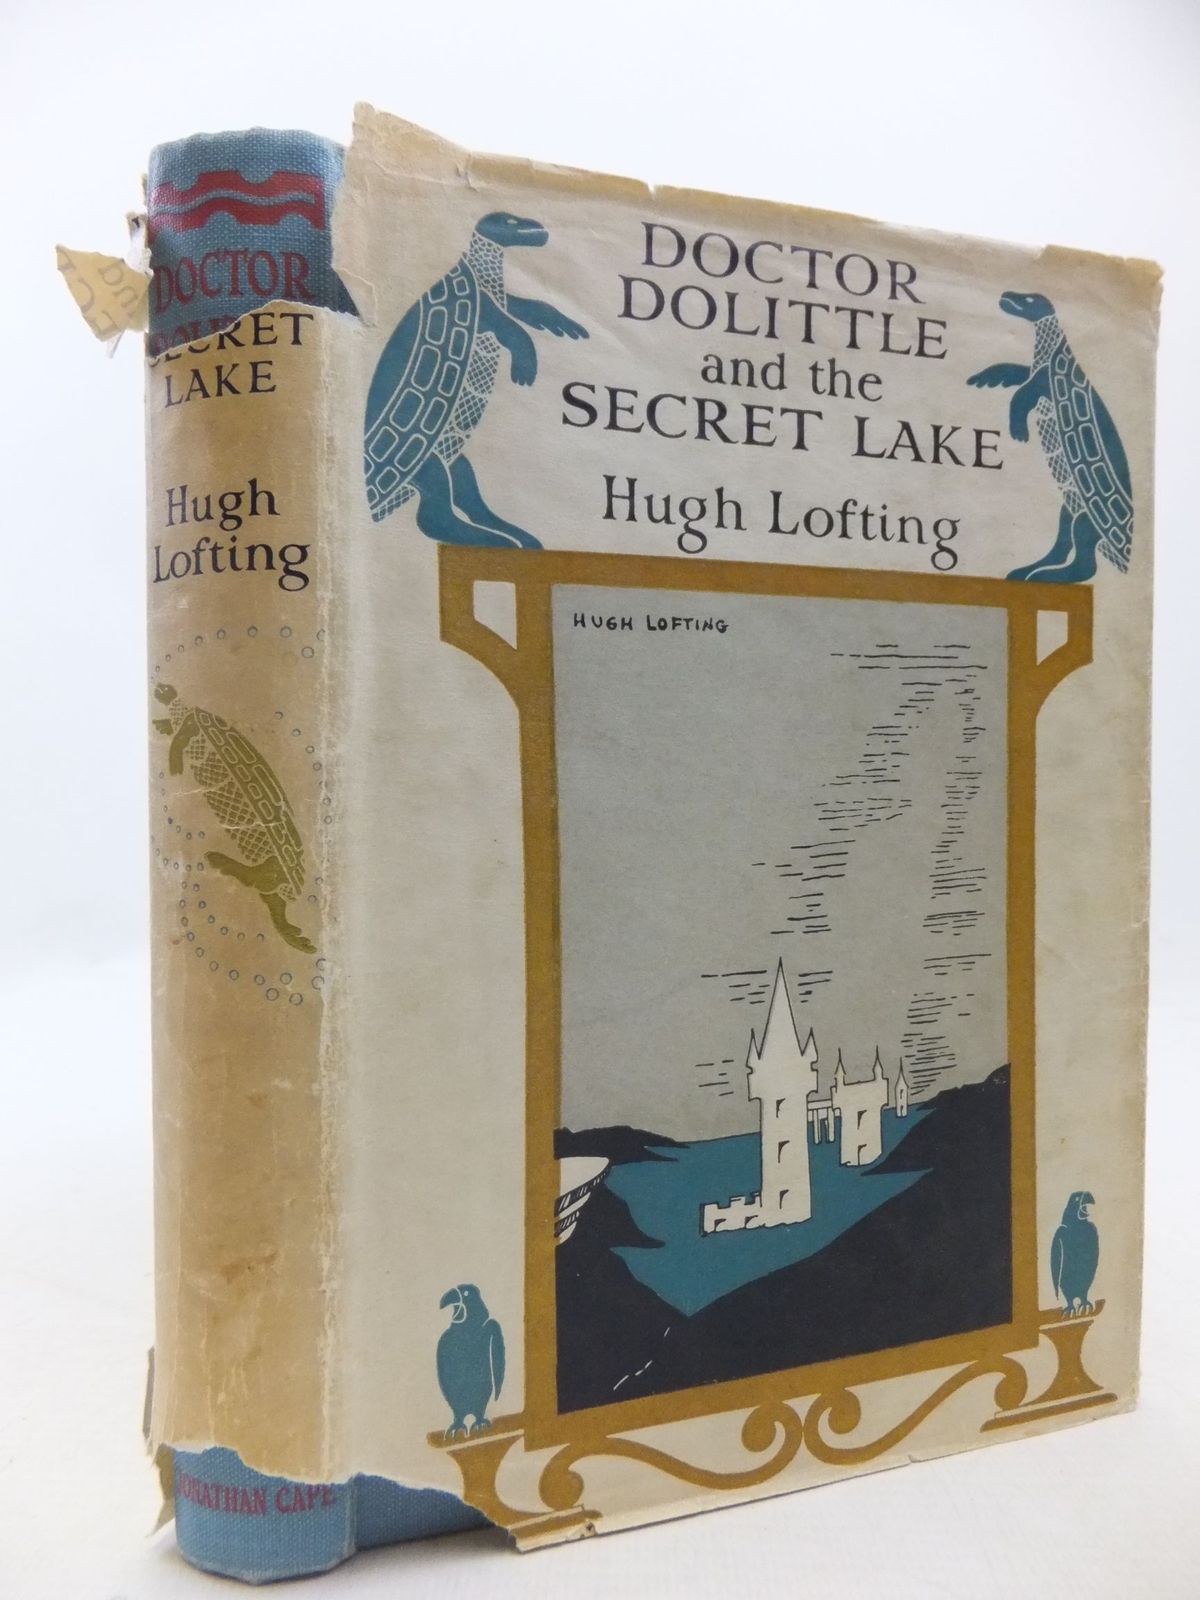 DOCTOR
SECRET
LAKE
Hugh
Lofting
JONATHAN CAPE
DOCTOR
DOLITTLE
and the
SECRET LAKE
Hugh Lofting
HUGH LOFTING